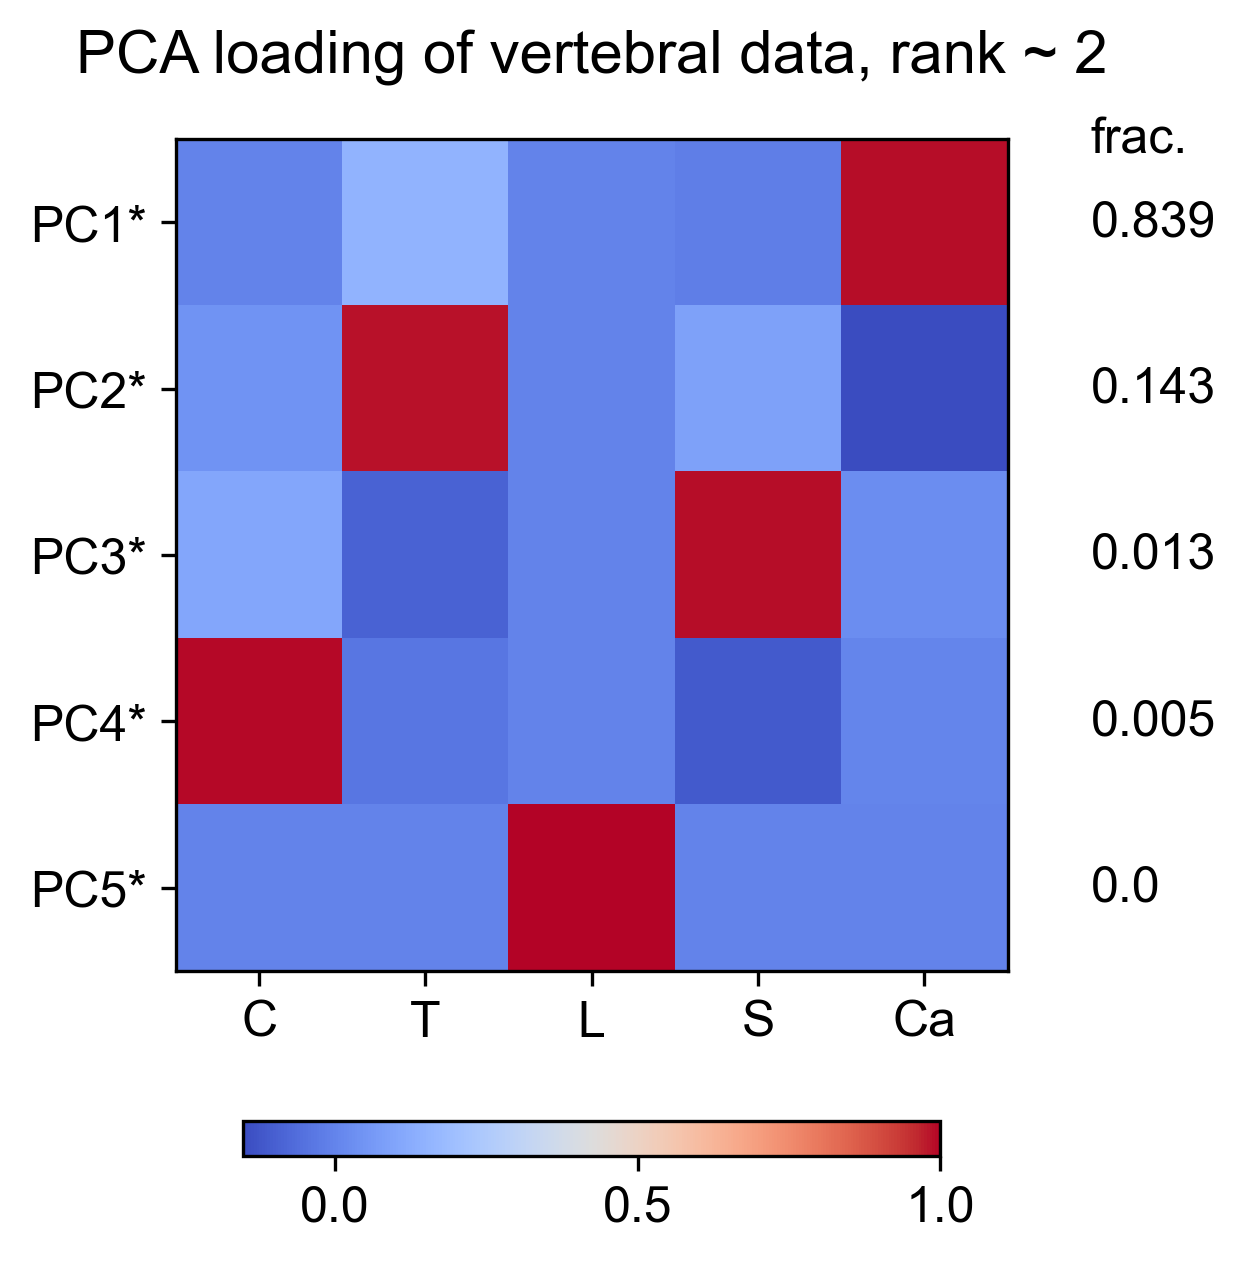 PCA loading of vertebral data, rank ~ 2
frac.
PC1* 0.839
PC2* 0.143
PC3* 0.013
PC4* 0.005
PC5* 0.0
C T L S Ca
0.0 0.5 1.0